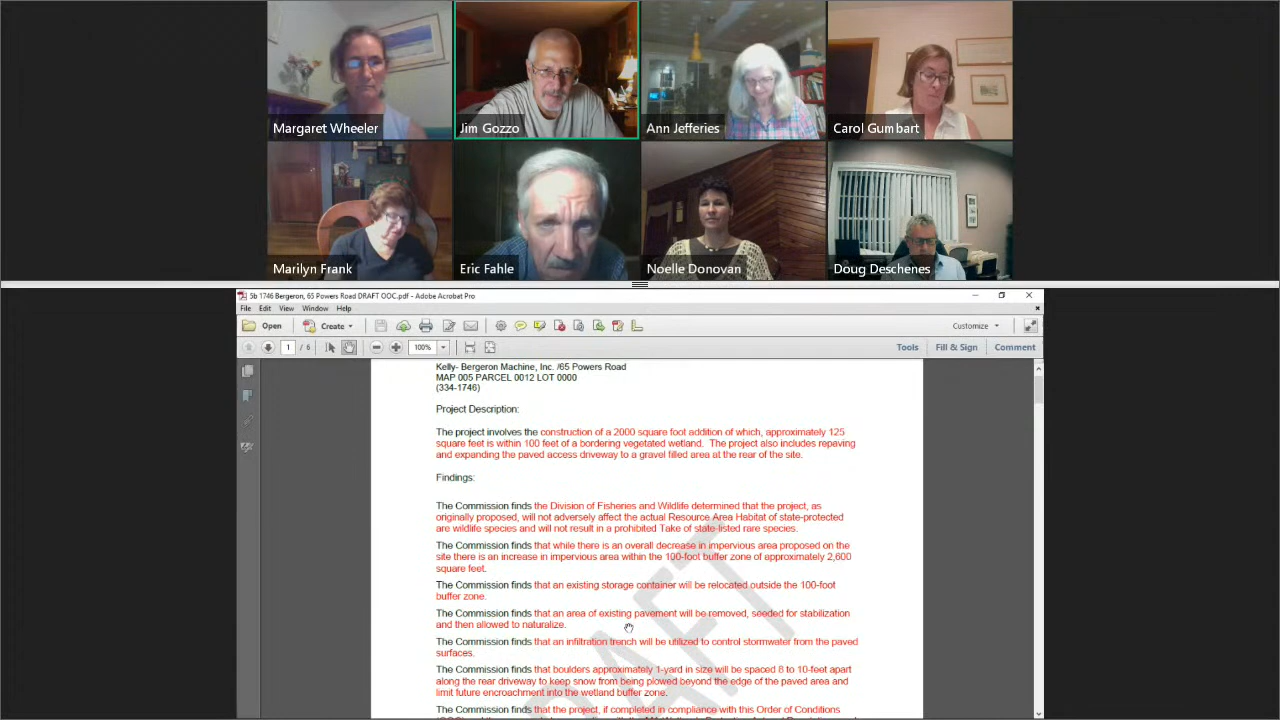 Margaret Wheeler
Jim Gozzo
Ann Jefferies
Carol Gumbart
Marilyn Frank
Eric Fahle
Noelle Donovan
Doug Deschenes
5b 1746 Bergeron, 65 Powers Road DRAFT OOC.pdf - Adobe Acrobat Pro
File Edit View Window Help
Open Create Customize
1 / 6 100% Tools Fill & Sign Comment
Kelly- Bergeron Machine, Inc. /65 Powers Road
MAP 005 PARCEL 0012 LOT 0000
(334-1746)
Project Description:
The project involves the construction of a 2000 square foot addition of which, approximately 125
square feet is within 100 feet of a bordering vegetated wetland. The project also includes repaving
and expanding the paved access driveway to a gravel filled area at the rear of the site.
Findings:
The Commission finds the Division of Fisheries and Wildlife determined that the project, as
originally proposed, will not adversely affect the actual Resource Area Habitat of state-protected
are wildlife species and will not result in a prohibited Take of state-listed rare species.
The Commission finds that while there is an overall decrease in impervious area proposed on the
site there is an increase in impervious area within the 100-foot buffer zone of approximately 2,600
square feet.
The Commission finds that an existing storage container will be relocated outside the 100-foot
buffer zone.
The Commission finds that an area of existing pavement will be removed, seeded for stabilization
and then allowed to naturalize.
The Commission finds that an infiltration trench will be utilized to control stormwater from the paved
surfaces.
The Commission finds that boulders approximately 1-yard in size will be spaced 8 to 10-feet apart
along the rear driveway to keep snow from being plowed beyond the edge of the paved area and
limit future encroachment into the wetland buffer zone.
The Commission finds that the project, if completed in compliance with this Order of Conditions
DRAFT